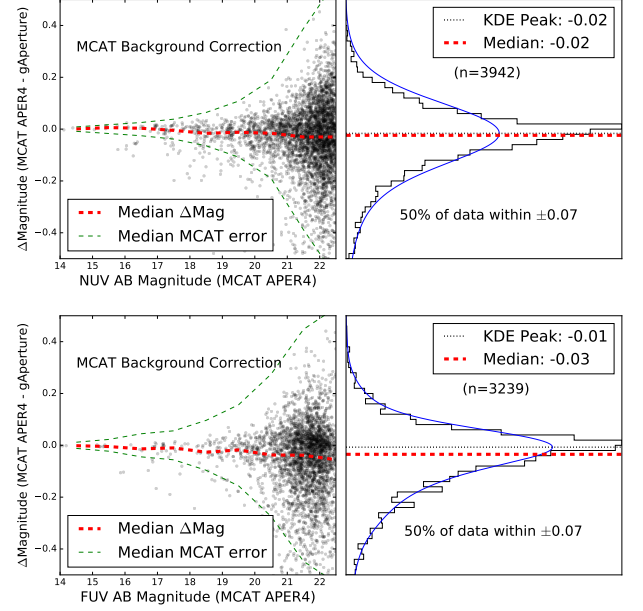 MCAT Background Correction
ΔMagnitude (MCAT APER4 - gAperture)
0.4
0.2
0.0
−0.2
−0.4
Median ΔMag
Median MCAT error
14 15 16 17 18 19 20 21 22
NUV AB Magnitude (MCAT APER4)
KDE Peak: -0.02
Median: -0.02
(n=3942)
50% of data within ±0.07
MCAT Background Correction
ΔMagnitude (MCAT APER4 - gAperture)
0.4
0.2
0.0
−0.2
−0.4
Median ΔMag
Median MCAT error
14 15 16 17 18 19 20 21 22
FUV AB Magnitude (MCAT APER4)
KDE Peak: -0.01
Median: -0.03
(n=3239)
50% of data within ±0.07